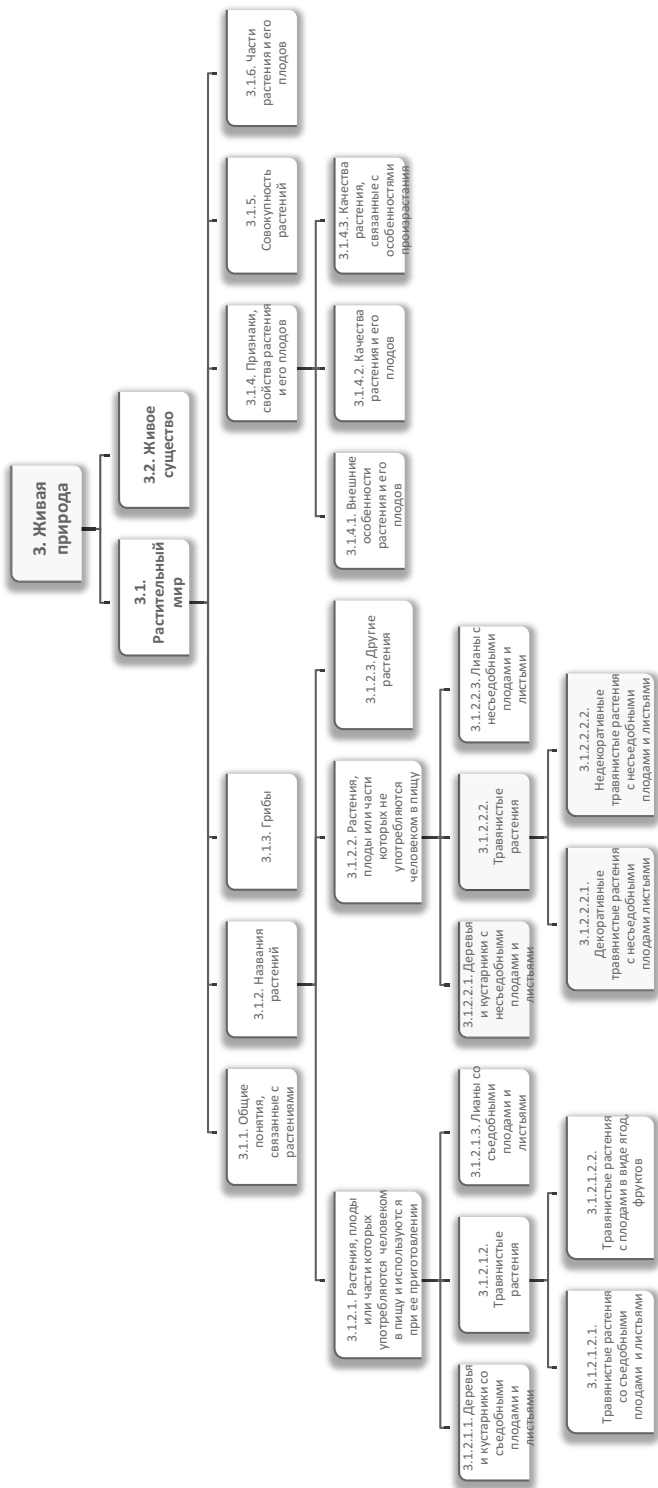 3. Живая
природа
3.1.
Растительный
мир
3.2. Живое
существо
3.1.1. Общие
понятия,
связанные с
растениями
3.1.2. Названия
растений
3.1.3. Грибы
3.1.4. Признаки,
свойства растения
и его плодов
3.1.5.
Совокупность
растений
3.1.6. Части
растения и его
плодов
3.1.2.1. Растения, плоды
или части которых
употребляются человеком
в пищу и используютс я
при ее приготовлении
3.1.2.2. Растения,
плоды или части
которых не
употребляются
человеком в пищу
3.1.2.3. Другие
растения
3.1.4.1. Внешние
особенности
растения и его
плодов
3.1.4.2. Качества
растения и его
плодов
3.1.4.3. Качества
растения,
связанные с
особенностями
произрастания
3.1.2.1.1. Деревья
и кустарники со
съедобными
плодами и
листьями
3.1.2.1.2.
Травянистые
растения
3.1.2.1.3. Лианы со
съедобными
плодами и
листьями
3.1.2.2.1. Деревья
и кустарники с
несъедобными
плодами и
листьями
3.1.2.2.2.
Травянистые
растения
3.1.2.2.3. Лианы с
несъедобными
плодами и
листьми
3.1.2.1.2.1.
Травянистые растения
со съедобными
плодами и листьями
3.1.2.1.2.2.
Травянистые растения
с плодами в виде ягод,
фруктов
3.1.2.2.2.1.
Декоративные
травянистые растения
с несъедобными
плодами листьями
3.1.2.2.2.2.
Недекоративные
травянистые растения
с несъедобными
плодами и листьями